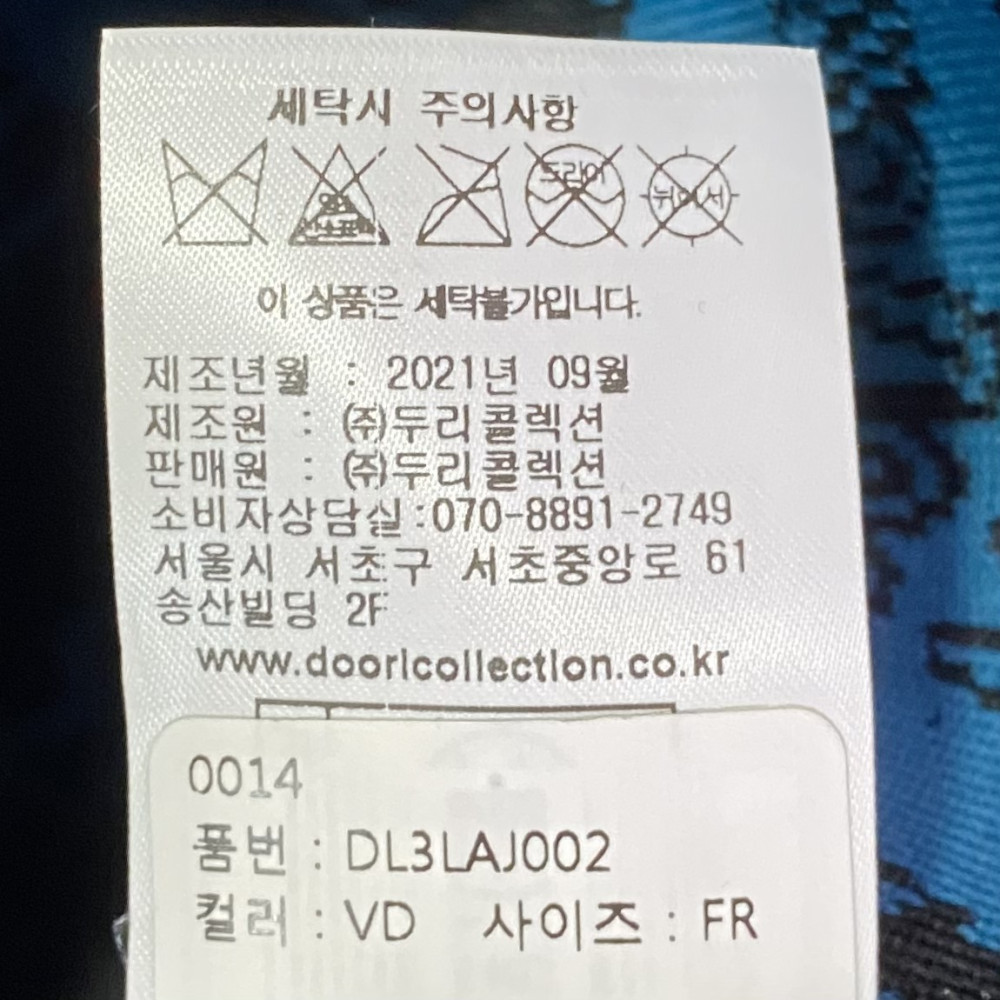 세탁시 주의사항
드라이
이 상품은 세탁불가입니다.
제조년월 : 2021년 09월
제조원 : ㈜두리콜렉션
판매원 : ㈜두리콜렉션
소비자상담실:070-8891-2749
서울시 서초구 서초중앙로 61
송산빌딩 2F
www.dooricollection.co.kr
0014
품번 : DL3LAJ002
컬러 : VD 사이즈 : FR